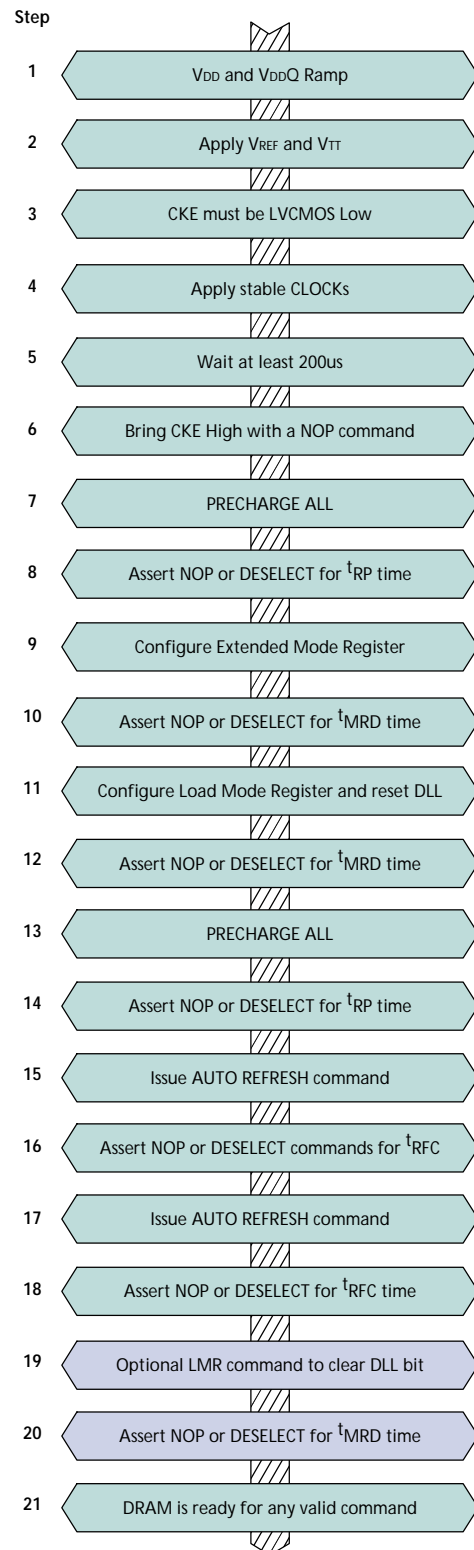 Step
1 VDD and VDDQ Ramp
2 Apply VREF and VTT
3 CKE must be LVCMOS Low
4 Apply stable CLOCKs
5 Wait at least 200us
6 Bring CKE High with a NOP command
7 PRECHARGE ALL
8 Assert NOP or DESELECT for tRP time
9 Configure Extended Mode Register
10 Assert NOP or DESELECT for tMRD time
11 Configure Load Mode Register and reset DLL
12 Assert NOP or DESELECT for tMRD time
13 PRECHARGE ALL
14 Assert NOP or DESELECT for tRP time
15 Issue AUTO REFRESH command
16 Assert NOP or DESELECT commands for tRFC
17 Issue AUTO REFRESH command
18 Assert NOP or DESELECT for tRFC time
19 Optional LMR command to clear DLL bit
20 Assert NOP or DESELECT for tMRD time
21 DRAM is ready for any valid command